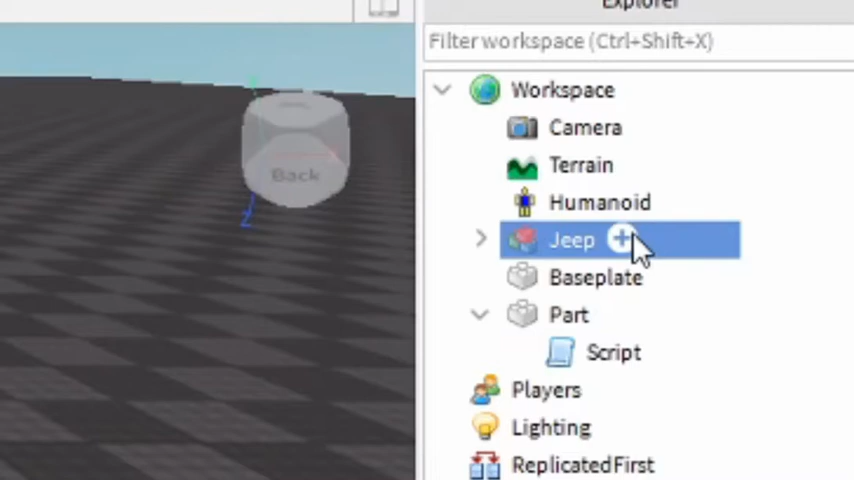 Explorer
Filter workspace (Ctrl+Shift+X)
Workspace
Camera
Terrain
Humanoid
Jeep
Baseplate
Part
Script
Players
Lighting
ReplicatedFirst
Back
Z